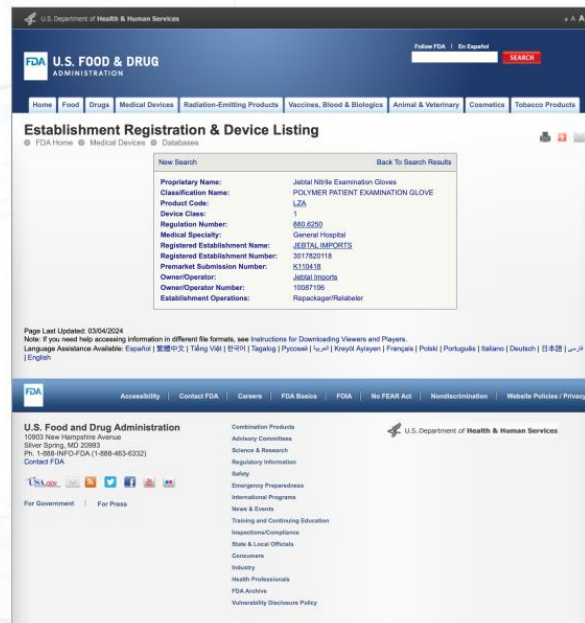 U.S. Department of Health & Human Services
A A
Follow FDA | En Español
FDA U.S. FOOD & DRUG
ADMINISTRATION
SEARCH
Home Food Drugs Medical Devices Radiation-Emitting Products Vaccines, Blood & Biologics Animal & Veterinary Cosmetics Tobacco Products
Establishment Registration & Device Listing
FDA Home Medical Devices Databases
New Search Back To Search Results
Proprietary Name: Jebtal Nitrile Examination Gloves
Classification Name: POLYMER PATIENT EXAMINATION GLOVE
Product Code: LZA
Device Class: 1
Regulation Number: 880.6250
Medical Specialty: General Hospital
Registered Establishment Name: JEBTAL IMPORTS
Registered Establishment Number: 3017820118
Premarket Submission Number: K110418
Owner/Operator: Jebtal Imports
Owner/Operator Number: 10087106
Establishment Operations: Repackager/Relabeler
Page Last Updated: 03/04/2024
Note: If you need help accessing information in different file formats, see Instructions for Downloading Viewers and Players.
Language Assistance Available: Español | 繁體中文 | Tiếng Việt | 한국어 | Tagalog | Русский | العربية | Kreyòl Ayisyen | Français | Polski | Português | Italiano | Deutsch | 日本語 | فارسی
| English
FDA
Accessibility | Contact FDA | Careers | FDA Basics | FOIA | No FEAR Act | Nondiscrimination | Website Policies / Privacy
U.S. Food and Drug Administration
10903 New Hampshire Avenue
Silver Spring, MD 20993
Ph. 1-888-INFO-FDA (1-888-463-6332)
Contact FDA
USA.gov
For Government | For Press
Combination Products
Advisory Committees
Science & Research
Regulatory Information
Safety
Emergency Preparedness
International Programs
News & Events
Training and Continuing Education
Inspections/Compliance
State & Local Officials
Consumers
Industry
Health Professionals
FDA Archive
Vulnerability Disclosure Policy
U.S. Department of Health & Human Services